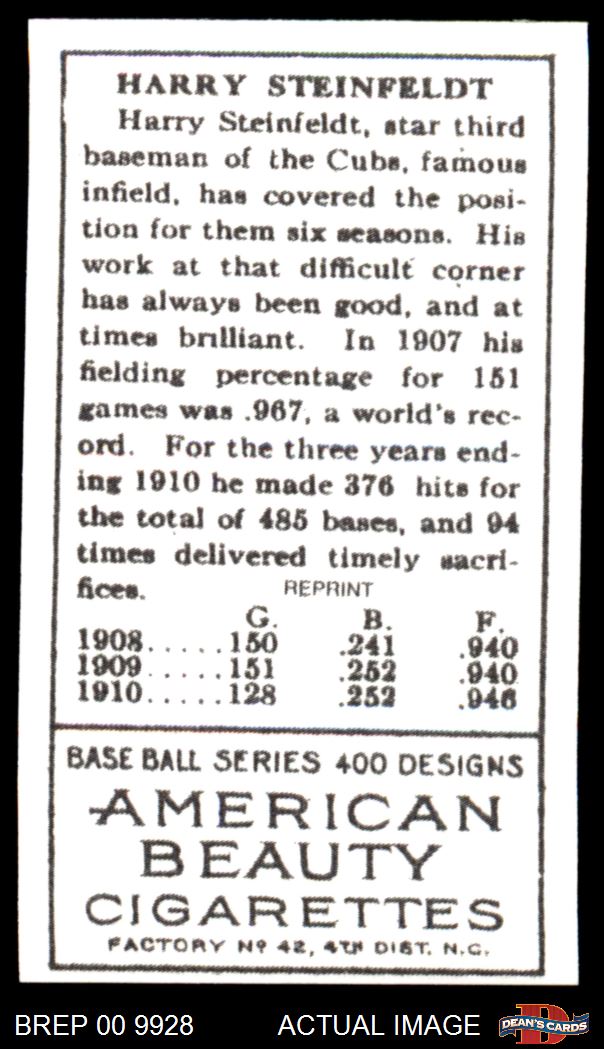 HARRY STEINFELDT
Harry Steinfeldt, star third
baseman of the Cubs, famous
infield, has covered the posi-
tion for them six seasons. His
work at that difficult corner
has always been good, and at
times brilliant. In 1907 his
fielding percentage for 151
games was .967, a world's rec-
ord. For the three years end-
ing 1910 he made 376 hits for
the total of 485 bases, and 94
times delivered timely sacri-
fices. REPRINT
G. B. F.
1908.....150 .241 .940
1909.....151 .252 .940
1910.....128 .252 .946
BASE BALL SERIES 400 DESIGNS
AMERICAN
BEAUTY
CIGARETTES
FACTORY Nº 42, 4TH DIST. N.C.
BREP 00 9928 ACTUAL IMAGE DEAN'S CARDS